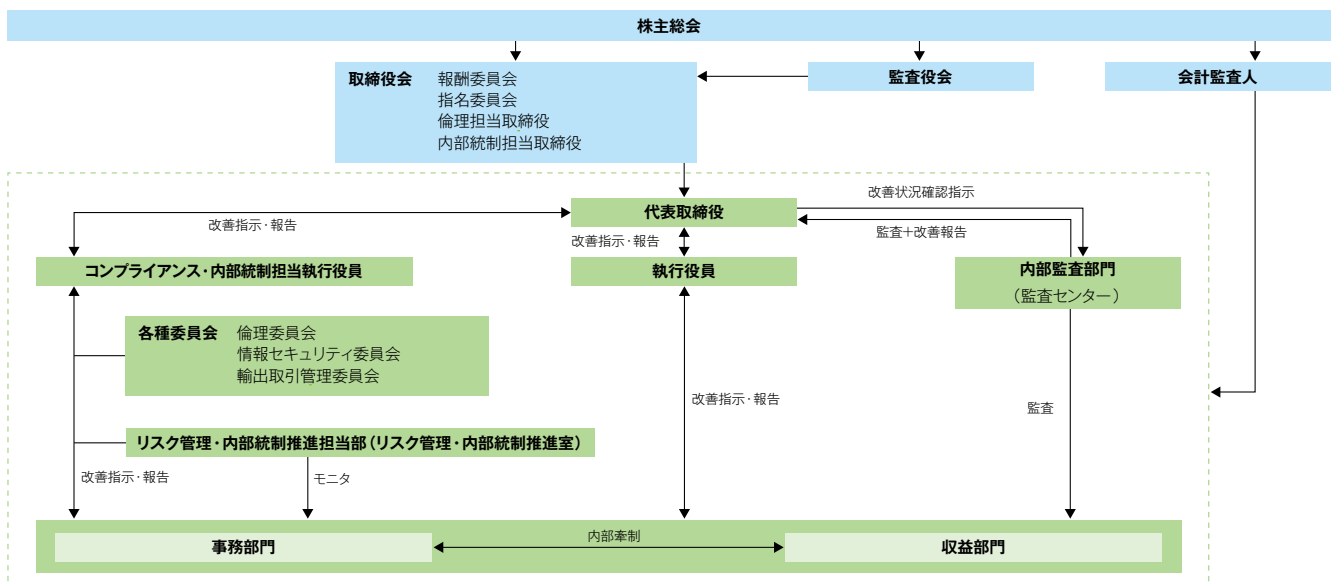 株主総会
取締役会 報酬委員会
指名委員会
倫理担当取締役
内部統制担当取締役
監査役会
会計監査人
改善状況確認指示
代表取締役
改善指示・報告
監査+改善報告
改善指示・報告
コンプライアンス・内部統制担当執行役員
執行役員
内部監査部門
(監査センター)
各種委員会 倫理委員会
情報セキュリティ委員会
輸出取引管理委員会
改善指示・報告
監査
リスク管理・内部統制推進担当部(リスク管理・内部統制推進室)
改善指示・報告
モニタ
内部牽制
事務部門
収益部門